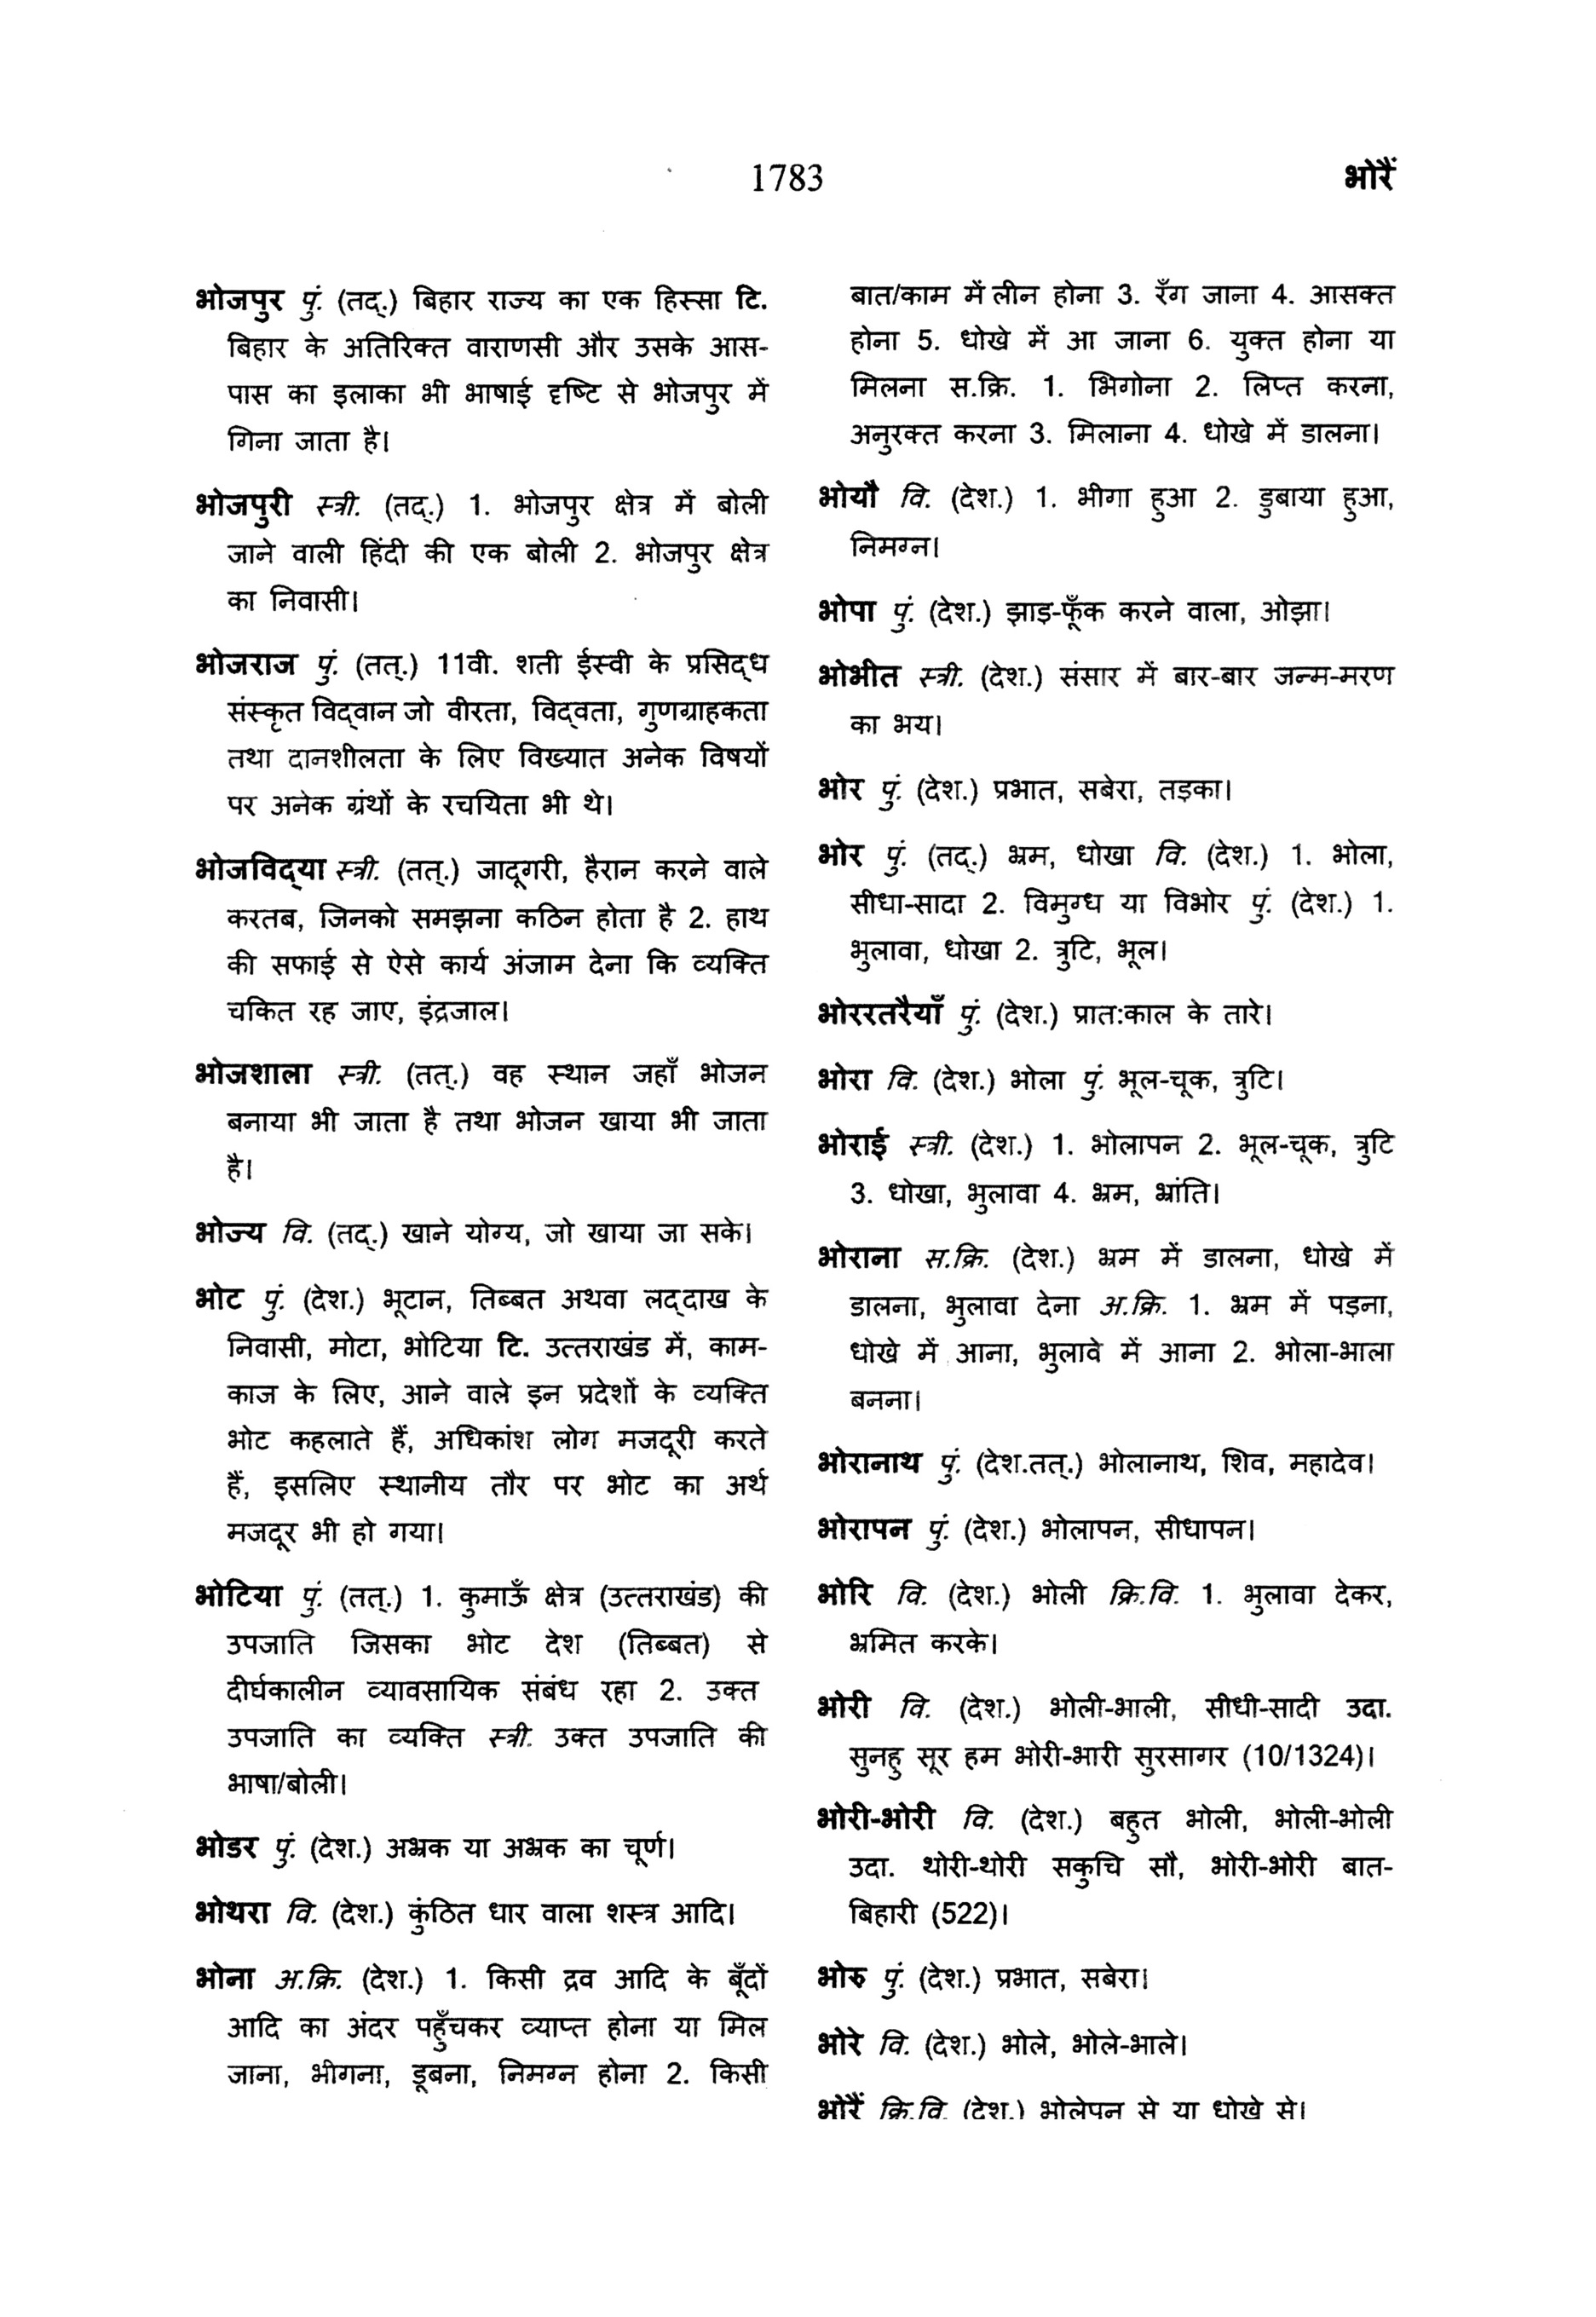 1783
भोरैं
भोजपुर पुं. (तद्.) बिहार राज्य का एक हिस्सा टि.
बिहार के अतिरिक्त वाराणसी और उसके आस-
पास का इलाका भी भाषाई दृष्टि से भोजपुर में
गिना जाता है।
भोजपुरी स्त्री. (तद्.) 1. भोजपुर क्षेत्र में बोली
जाने वाली हिंदी की एक बोली 2. भोजपुर क्षेत्र
का निवासी।
भोजराज पुं. (तत्.) 11वी. शती ईस्वी के प्रसिद्ध
संस्कृत विद्वान जो वीरता, विद्वता, गुणग्राहकता
तथा दानशीलता के लिए विख्यात अनेक विषयों
पर अनेक ग्रंथों के रचयिता भी थे।
भोजविद्या स्त्री. (तत्.) जादूगरी, हैरान करने वाले
करतब, जिनको समझना कठिन होता है 2. हाथ
की सफाई से ऐसे कार्य अंजाम देना कि व्यक्ति
चकित रह जाए, इंद्रजाल।
भोजशाला स्त्री. (तत्.) वह स्थान जहाँ भोजन
बनाया भी जाता है तथा भोजन खाया भी जाता
है।
भोज्य वि. (तद्.) खाने योग्य, जो खाया जा सके।
भोट पुं. (देश.) भूटान, तिब्बत अथवा लद्दाख के
निवासी, मोटा, भोटिया टि. उत्तराखंड में, काम-
काज के लिए, आने वाले इन प्रदेशों के व्यक्ति
भोट कहलाते हैं, अधिकांश लोग मजदूरी करते
हैं, इसलिए स्थानीय तौर पर भोट का अर्थ
मजदूर भी हो गया।
भोटिया पुं. (तत्.) 1. कुमाऊँ क्षेत्र (उत्तराखंड) की
उपजाति जिसका भोट देश (तिब्बत) से
दीर्घकालीन व्यावसायिक संबंध रहा 2. उक्त
उपजाति का व्यक्ति स्त्री. उक्त उपजाति की
भाषा/बोली।
भोडर पुं. (देश.) अभ्रक या अभ्रक का चूर्ण।
भोथरा वि. (देश.) कुंठित धार वाला शस्त्र आदि।
भोना अ.क्रि. (देश.) 1. किसी द्रव आदि के बूँदों
आदि का अंदर पहुँचकर व्याप्त होना या मिल
जाना, भीगना, डूबना, निमग्न होना 2. किसी
बात/काम में लीन होना 3. रँग जाना 4. आसक्त
होना 5. धोखे में आ जाना 6. युक्त होना या
मिलना स.क्रि. 1. भिगोना 2. लिप्त करना,
अनुरक्त करना 3. मिलाना 4. धोखे में डालना।
भोयौ वि. (देश.) 1. भीगा हुआ 2. डुबाया हुआ,
निमग्न।
भोपा पुं. (देश.) झाड़-फूँक करने वाला, ओझा।
भोभीत स्त्री. (देश.) संसार में बार-बार जन्म-मरण
का भय।
भोर पुं. (देश.) प्रभात, सबेरा, तड़का।
भोर पुं. (तद्.) भ्रम, धोखा वि. (देश.) 1. भोला,
सीधा-सादा 2. विमुग्ध या विभोर पुं. (देश.) 1.
भुलावा, धोखा 2. त्रुटि, भूल।
भोररतरैयाँ पुं. (देश.) प्रात:काल के तारे।
भोरा वि. (देश.) भोला पुं. भूल-चूक, त्रुटि।
भोराई स्त्री. (देश.) 1. भोलापन 2. भूल-चूक, त्रुटि
3. धोखा, भुलावा 4. भ्रम, भ्रांति।
भोराना स.क्रि. (देश.) भ्रम में डालना, धोखे में
डालना, भुलावा देना अ.क्रि. 1. भ्रम में पड़ना,
धोखे में आना, भुलावे में आना 2. भोला-भाला
बनना।
भोरानाथ पुं. (देश.तत्.) भोलानाथ, शिव, महादेव।
भोरापन पुं. (देश.) भोलापन, सीधापन।
भोरि वि. (देश.) भोली क्रि.वि. 1. भुलावा देकर,
भ्रमित करके।
भोरी वि. (देश.) भोली-भाली, सीधी-सादी उदा.
सुनहु सूर हम भोरी-भारी सुरसागर (10/1324)।
भोरी-भोरी वि. (देश.) बहुत भोली, भोली-भोली
उदा. थोरी-थोरी सकुचि सौ, भोरी-भोरी बात-
बिहारी (522)।
भोरु पुं. (देश.) प्रभात, सबेरा।
भोरे वि. (देश.) भोले, भोले-भाले।
भोरैं क्रि.वि. (देश.) भोलेपन से या धोखे से।